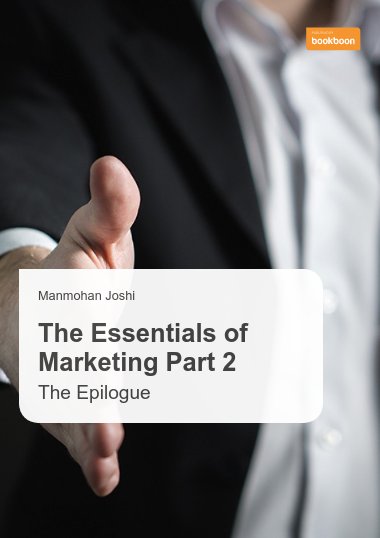 bookboon
Manmohan Joshi
The Essentials of
Marketing Part 2
The Epilogue